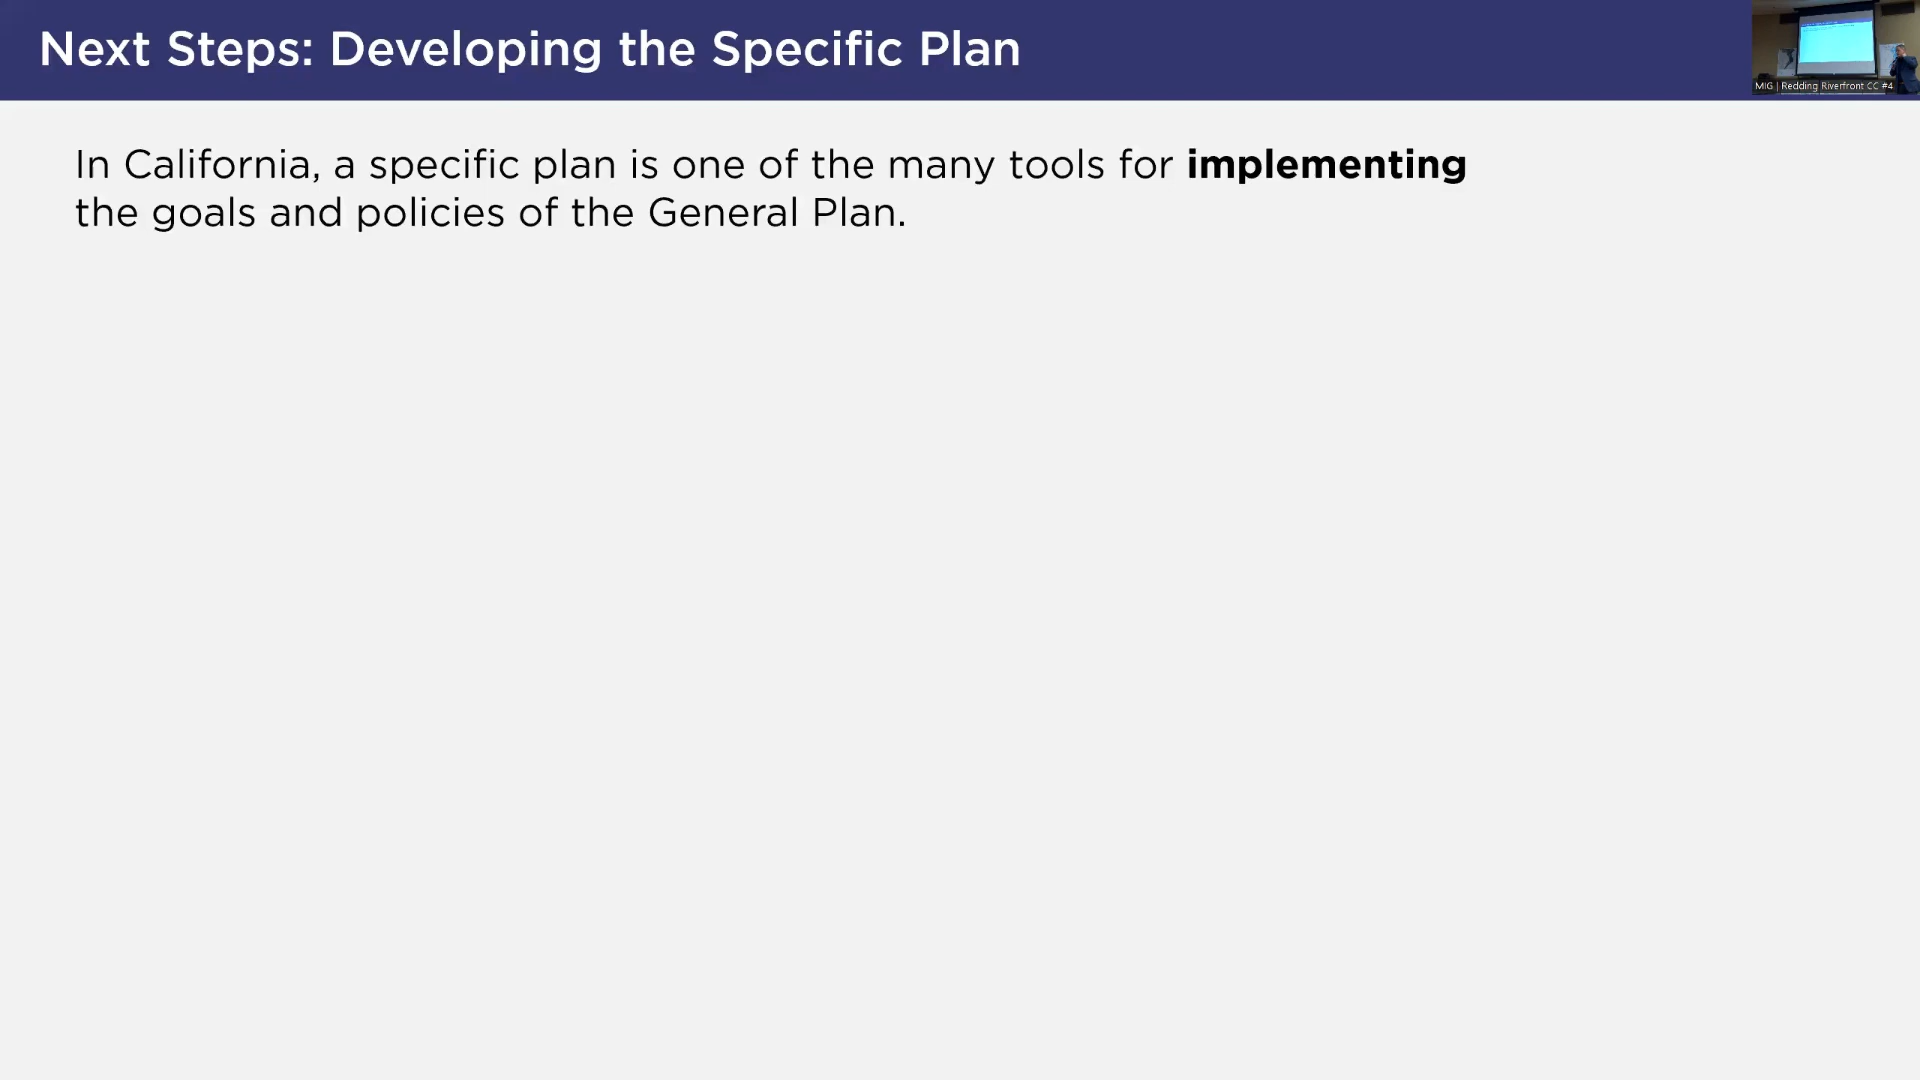 Next Steps: Developing the Specific Plan
MIG | Redding Riverfront CC #4
In California, a specific plan is one of the many tools for implementing
the goals and policies of the General Plan.